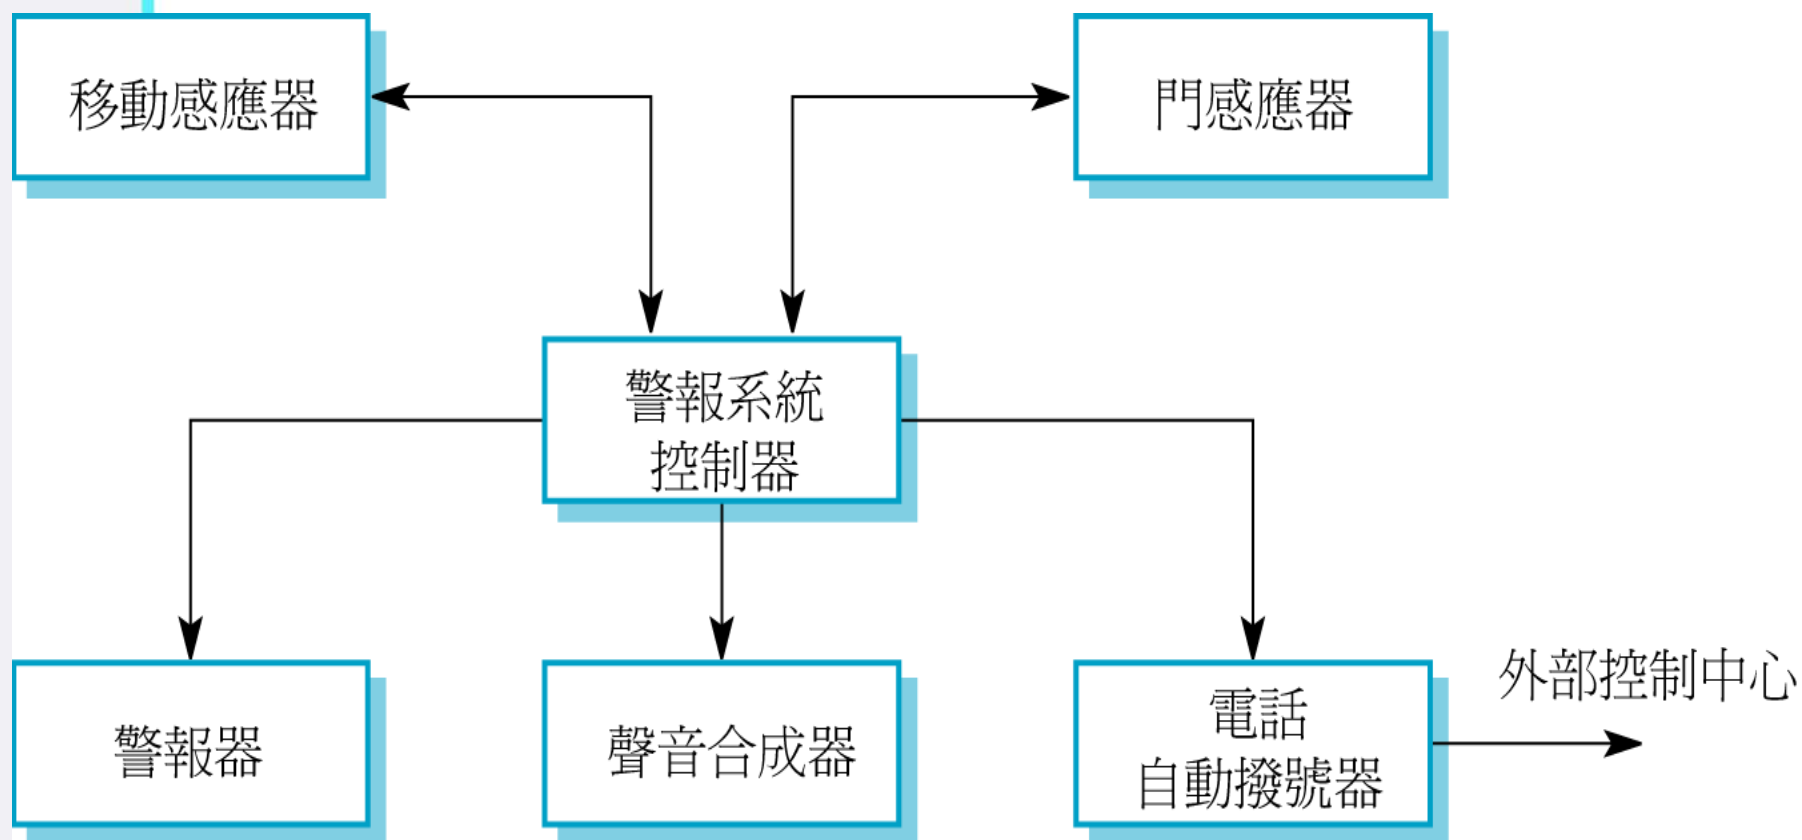 移動感應器
門感應器
警報系統
控制器
警報器
聲音合成器
電話
自動撥號器
外部控制中心